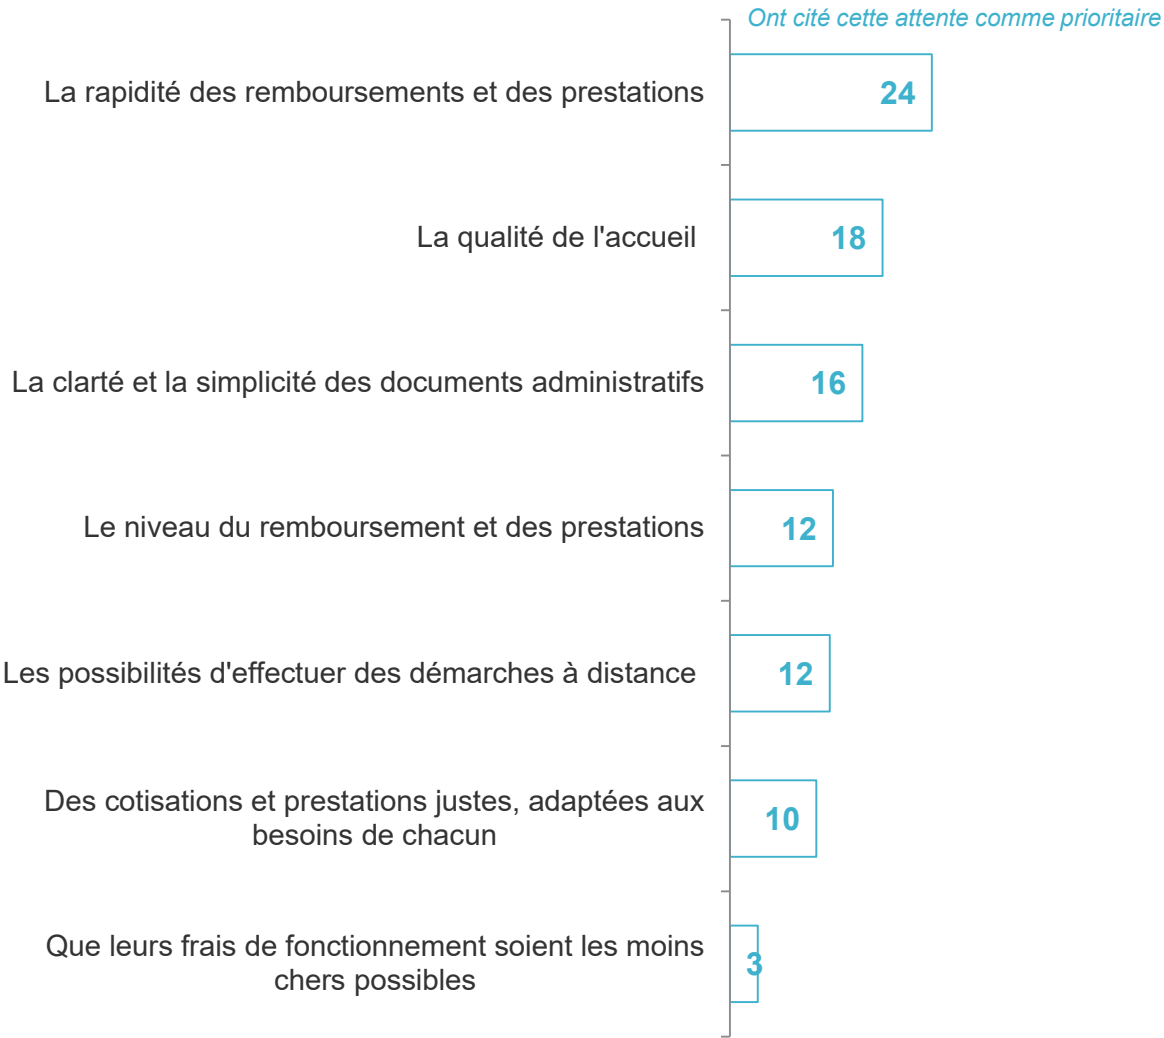 Ont cité cette attente comme prioritaire
La rapidité des remboursements et des prestations
24
La qualité de l'accueil
18
La clarté et la simplicité des documents administratifs
16
Le niveau du remboursement et des prestations
12
Les possibilités d'effectuer des démarches à distance
12
Des cotisations et prestations justes, adaptées aux
besoins de chacun
10
Que leurs frais de fonctionnement soient les moins
chers possibles
3